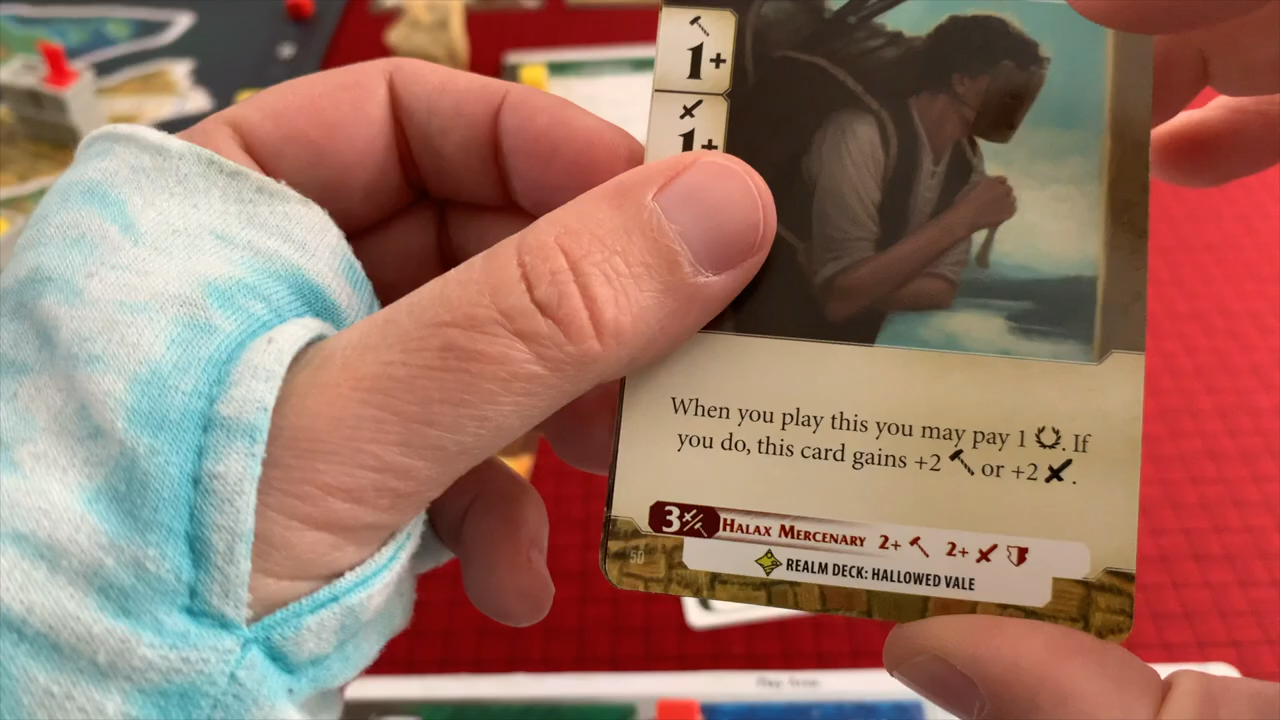 1+
1+
When you play this you may pay 1 . If
you do, this card gains +2 or +2 .
3 HALAX MERCENARY 2+ 2+
50
REALM DECK: HALLOWED VALE